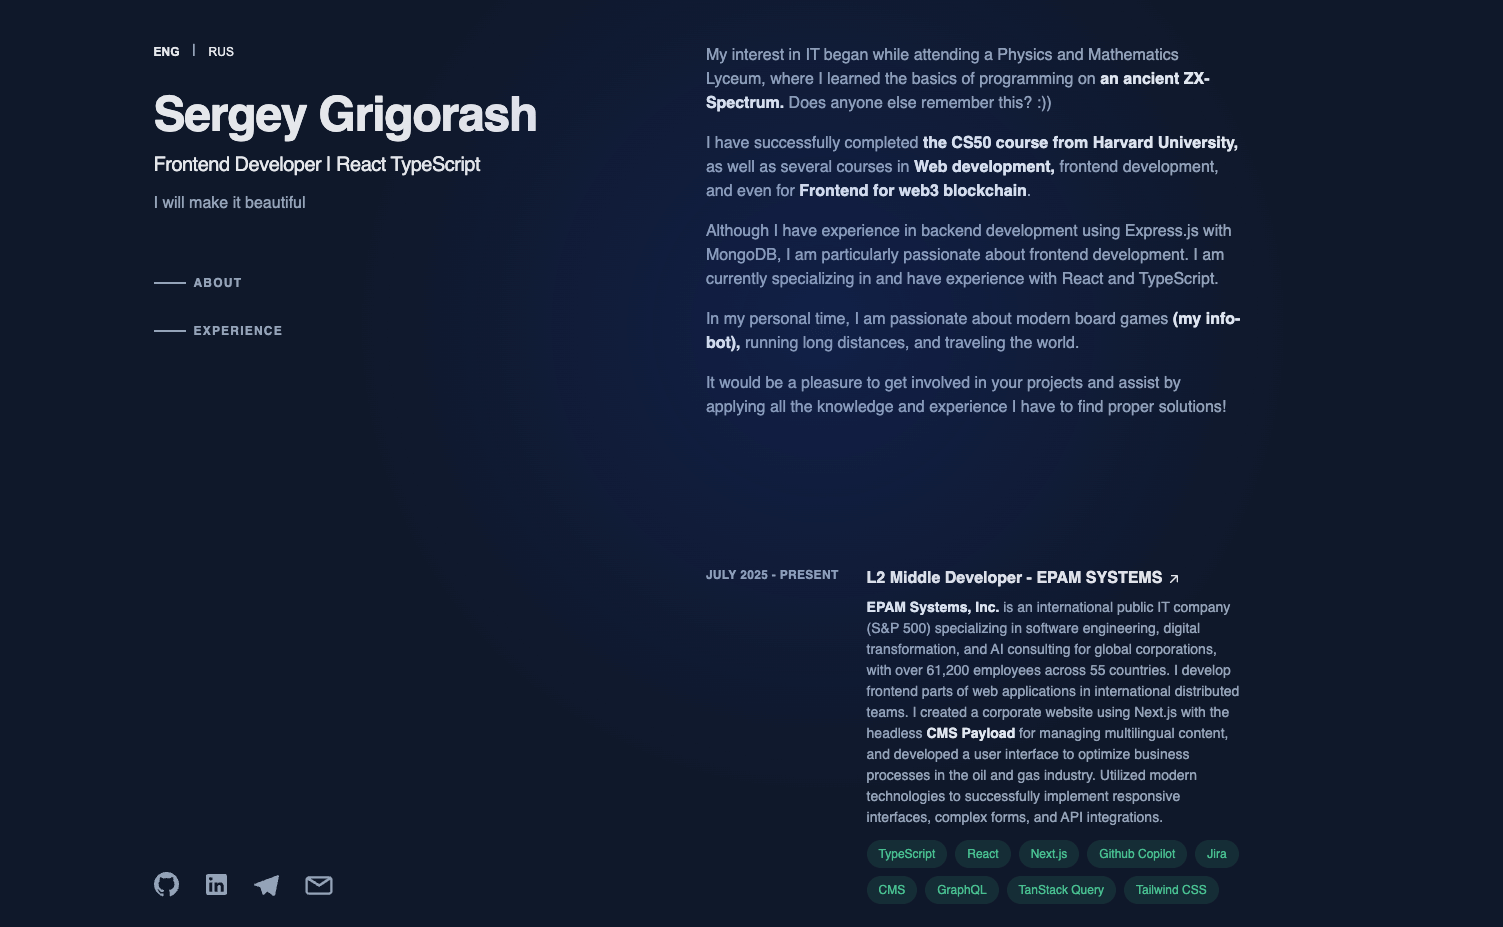 ENG | RUS
Sergey Grigorash
Frontend Developer | React TypeScript
I will make it beautiful
ABOUT
EXPERIENCE
My interest in IT began while attending a Physics and Mathematics
Lyceum, where I learned the basics of programming on an ancient ZX-
Spectrum. Does anyone else remember this? :))
I have successfully completed the CS50 course from Harvard University,
as well as several courses in Web development, frontend development,
and even for Frontend for web3 blockchain.
Although I have experience in backend development using Express.js with
MongoDB, I am particularly passionate about frontend development. I am
currently specializing in and have experience with React and TypeScript.
In my personal time, I am passionate about modern board games (my info-
bot), running long distances, and traveling the world.
It would be a pleasure to get involved in your projects and assist by
applying all the knowledge and experience I have to find proper solutions!
JULY 2025 - PRESENT
L2 Middle Developer - EPAM SYSTEMS
EPAM Systems, Inc. is an international public IT company
(S&P 500) specializing in software engineering, digital
transformation, and AI consulting for global corporations,
with over 61,200 employees across 55 countries. I develop
frontend parts of web applications in international distributed
teams. I created a corporate website using Next.js with the
headless CMS Payload for managing multilingual content,
and developed a user interface to optimize business
processes in the oil and gas industry. Utilized modern
technologies to successfully implement responsive
interfaces, complex forms, and API integrations.
TypeScript React Next.js Github Copilot Jira
CMS GraphQL TanStack Query Tailwind CSS